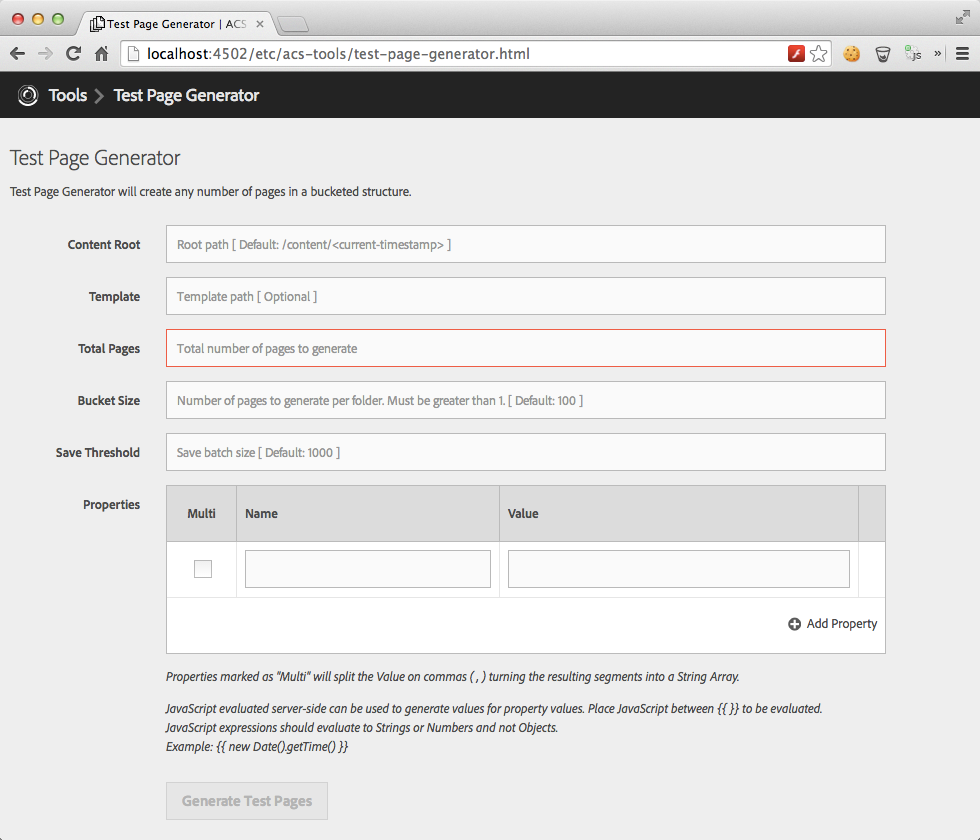 Test Page Generator | ACS
localhost:4502/etc/acs-tools/test-page-generator.html
JS
»
Tools
Test Page Generator
Test Page Generator
Test Page Generator will create any number of pages in a bucketed structure.
Content Root
Root path [ Default: /content/<current-timestamp> ]
Template
Template path [ Optional ]
Total Pages
Total number of pages to generate
Bucket Size
Number of pages to generate per folder. Must be greater than 1. [ Default: 100 ]
Save Threshold
Save batch size [ Default: 1000 ]
Properties
Multi
Name
Value
Add Property
Properties marked as "Multi" will split the Value on commas ( , ) turning the resulting segments into a String Array.
JavaScript evaluated server-side can be used to generate values for property values. Place JavaScript between {{ }} to be evaluated.
JavaScript expressions should evaluate to Strings or Numbers and not Objects.
Example: {{ new Date().getTime() }}
Generate Test Pages